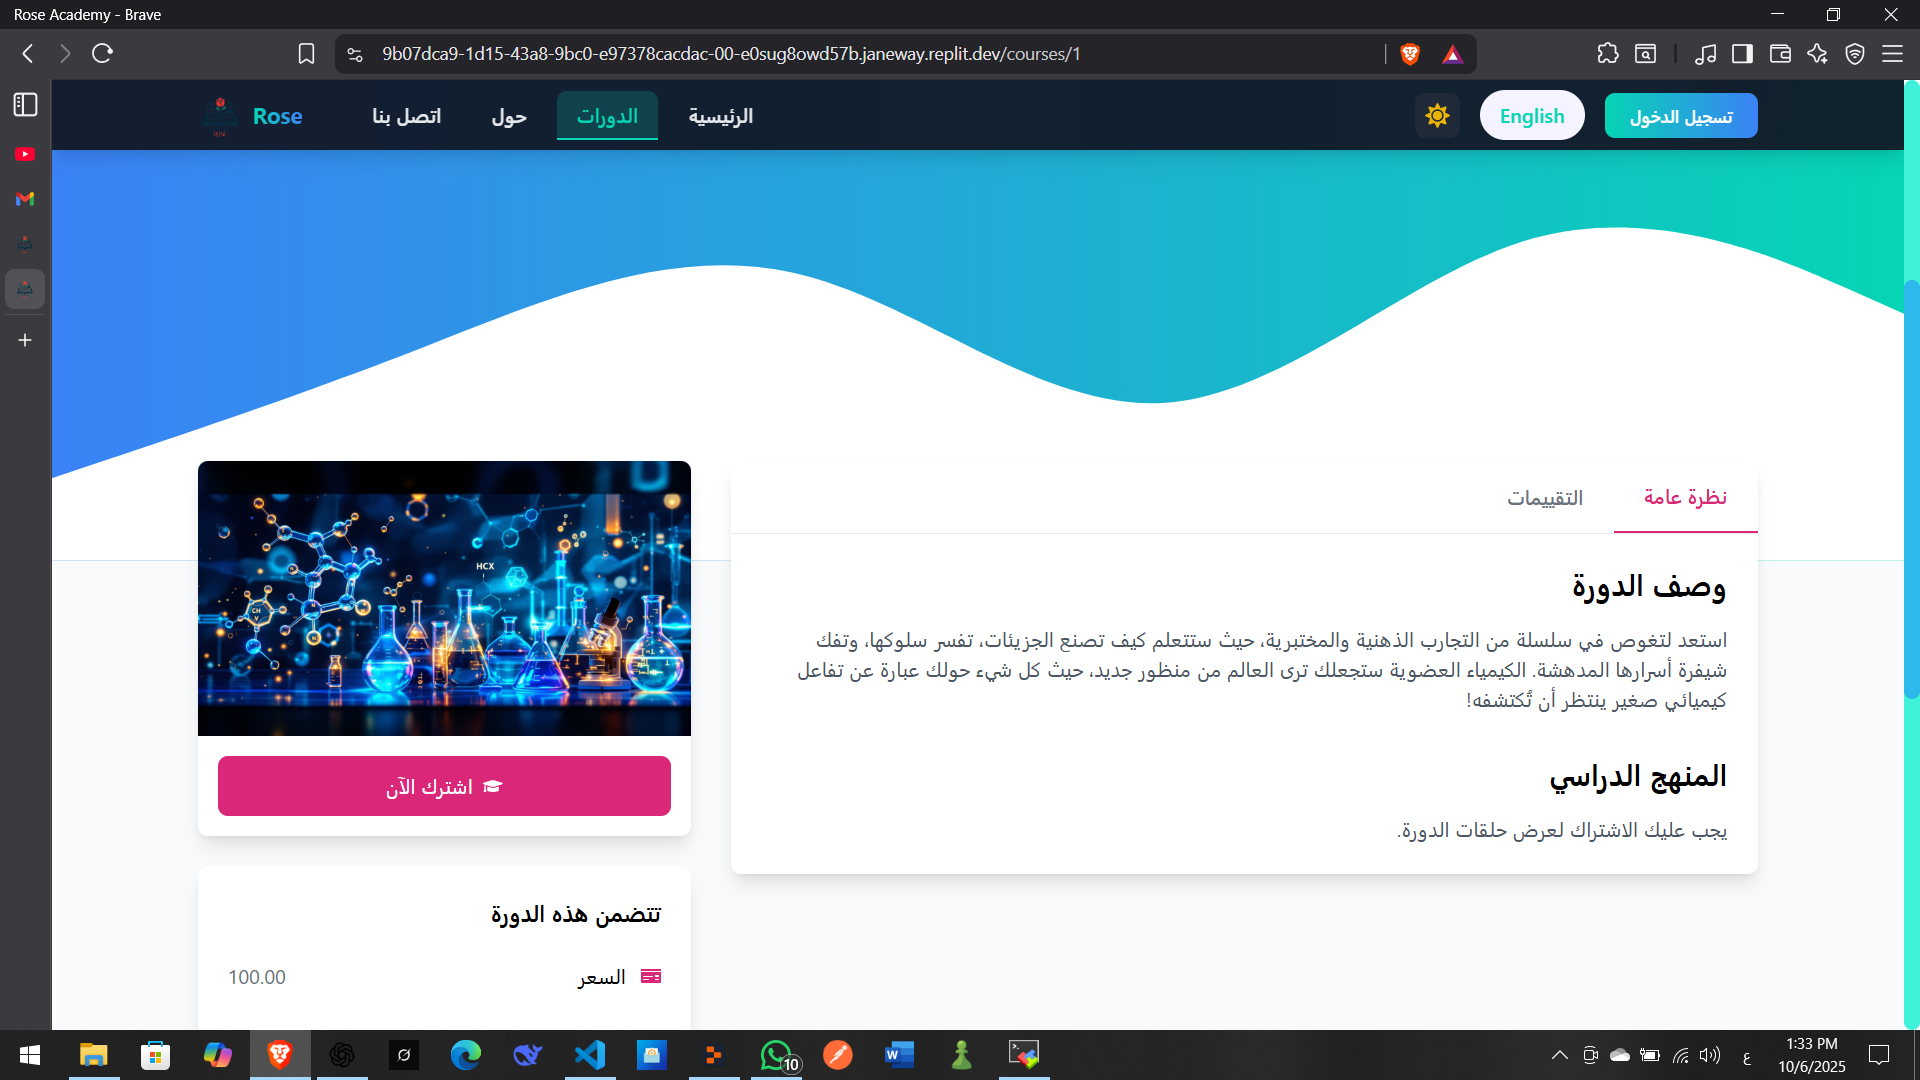 Rose Academy - Brave
9b07dca9-1d15-43a8-9bc0-e97378cacdac-00-e0sug8owd57b.janeway.replit.dev/courses/1
Rose
اتصل بنا
حول
الدورات
الرئيسية
English
تسجيل الدخول
نظرة عامة
التقييمات
وصف الدورة
استعد لتغوص في سلسلة من التجارب الذهنية والمختبرية، حيث ستتعلم كيف تصنع الجزيئات، تفسر سلوكها، وتفك
شيفرة أسرارها المدهشة. الكيمياء العضوية ستجعلك ترى العالم من منظور جديد، حيث كل شيء حولك عبارة عن تفاعل
كيميائي صغير ينتظر أن تُكتشفه!
المنهج الدراسي
يجب عليك الاشتراك لعرض حلقات الدورة.
HCX
اشترك الآن
تتضمن هذه الدورة
السعر
100.00
10
ع
1:33 PM
10/6/2025